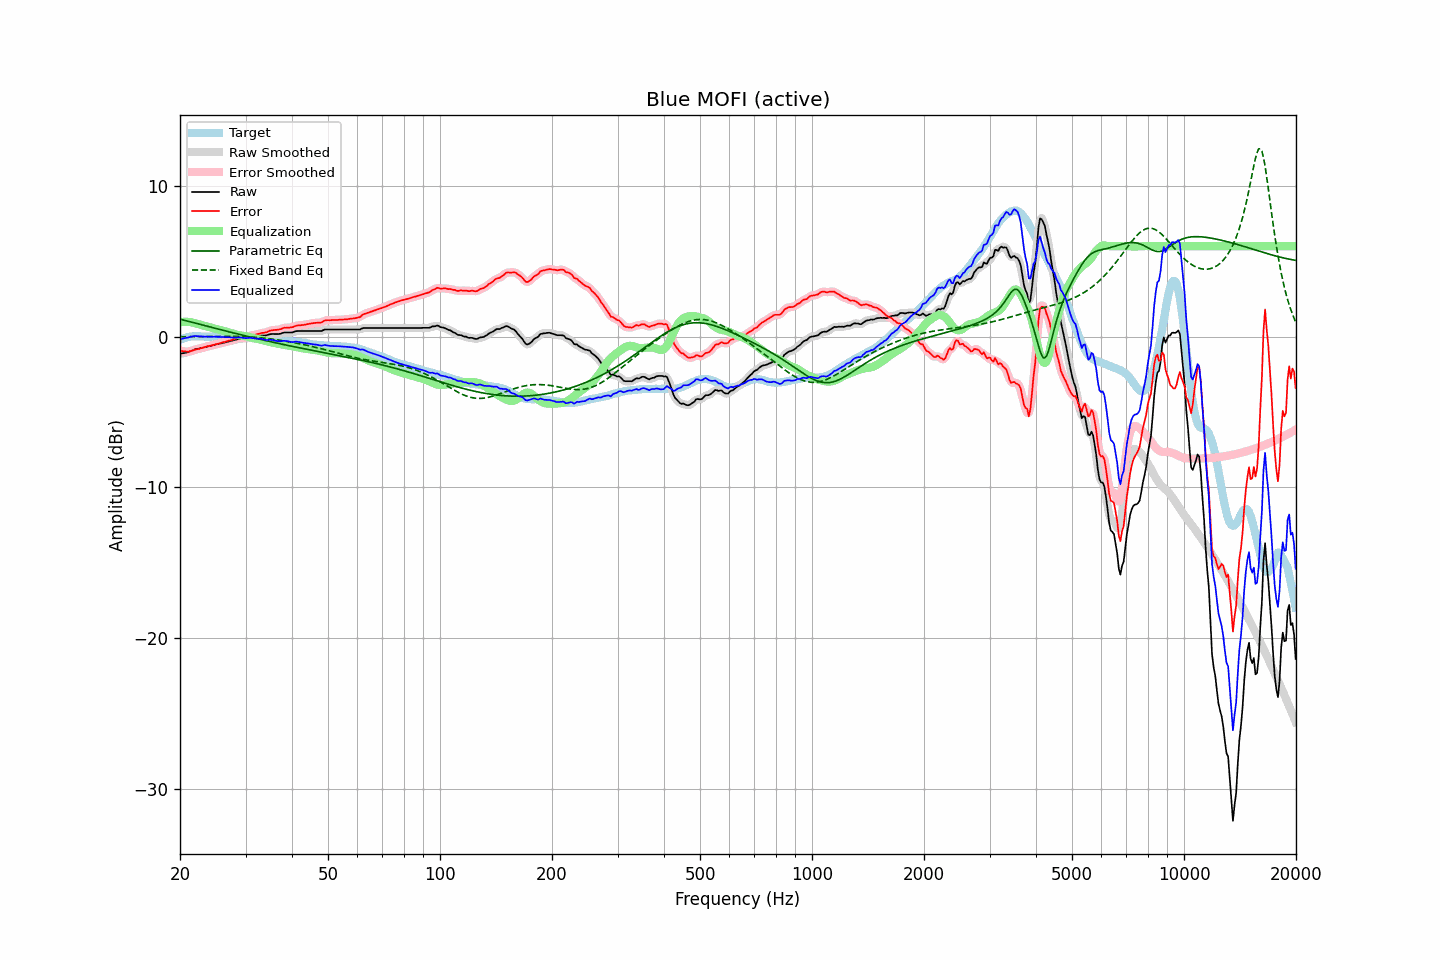 Blue MOFI (active)
Target
Raw Smoothed
Error Smoothed
Raw
Error
Equalization
Parametric Eq
Fixed Band Eq
Equalized
10
0
−10
−20
−30
Amplitude (dBr)
20 50 100 200 500 1000 2000 5000 10000 20000
Frequency (Hz)